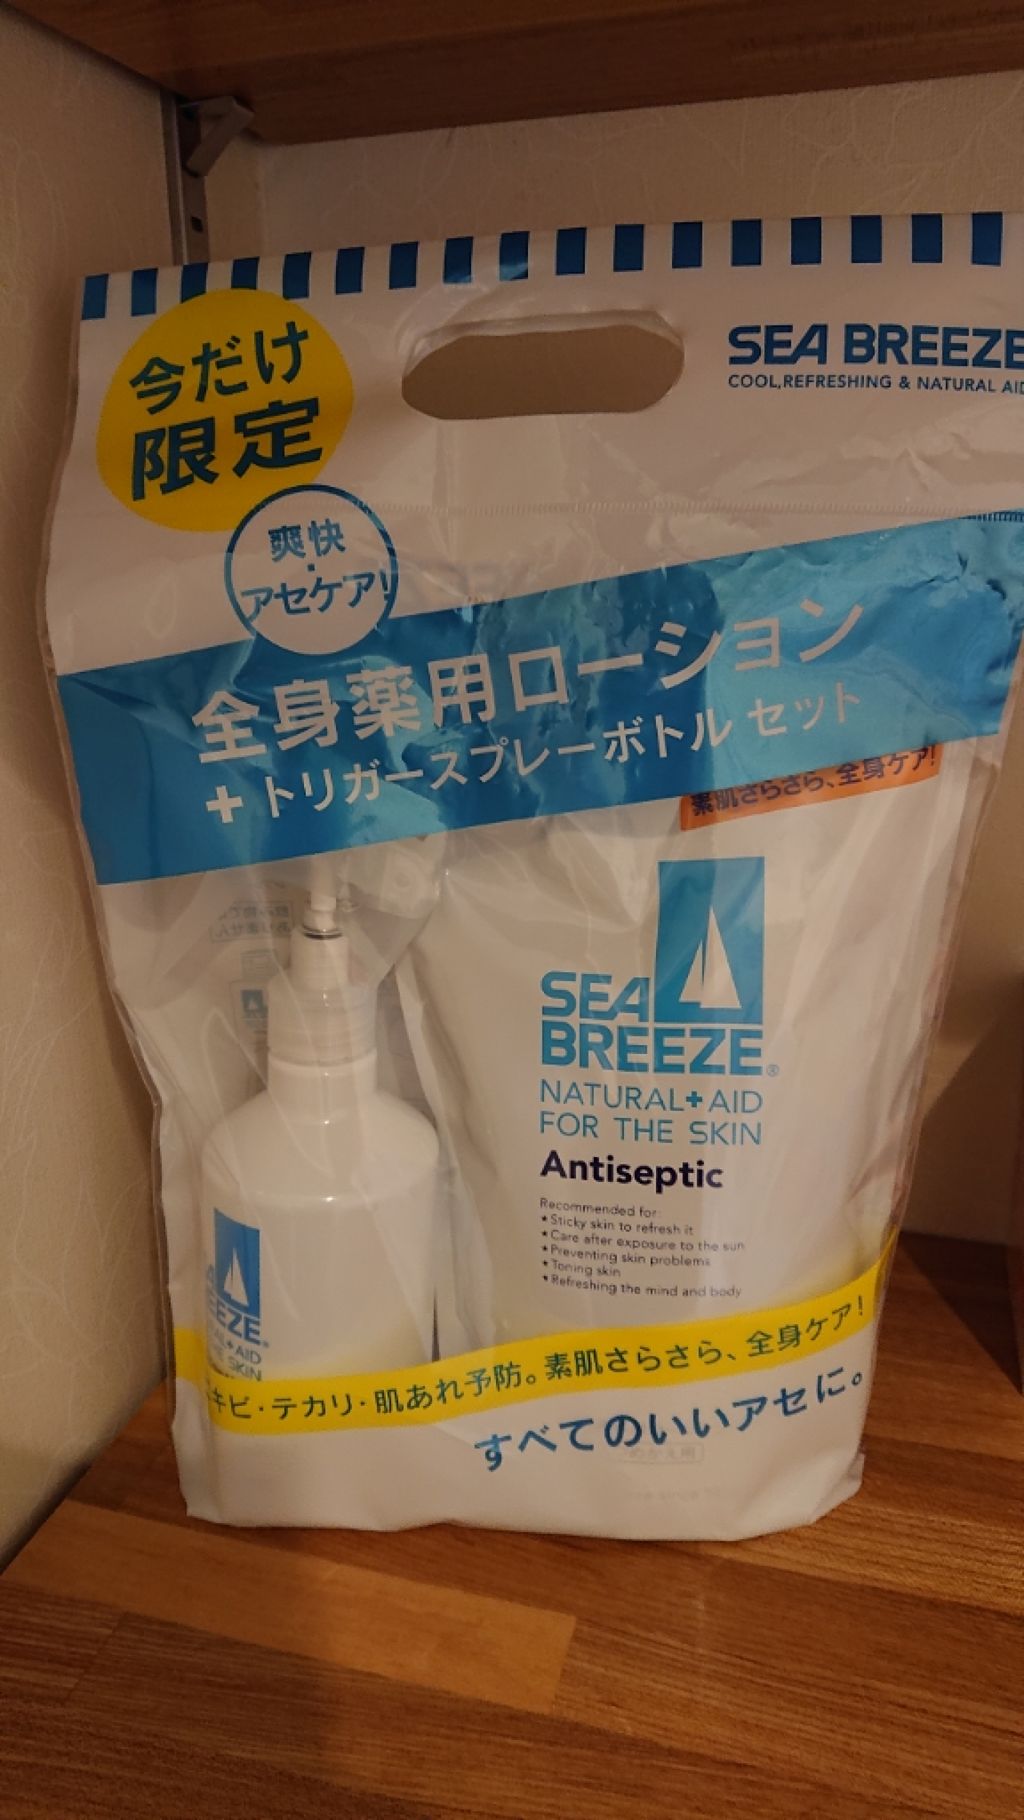 今だけ
限定
SEA BREEZE
COOL,REFRESHING & NATURAL AID
爽快
・
アセケア!
全身薬用ローション
+トリガースプレーボトル セット
素肌さらさら、全身ケア!
SEA
BREEZE®
NATURAL+AID
FOR THE SKIN
Antiseptic
Recommended for:
★Sticky skin to refresh it
★Care after exposure to the sun
★Preventing skin problems
★Toning skin
★Refreshing the mind and body
キビ・テカリ・肌あれ予防。素肌さらさら、全身ケア!
すべてのいいアセに。
EEZE®
+AID
THE SKIN